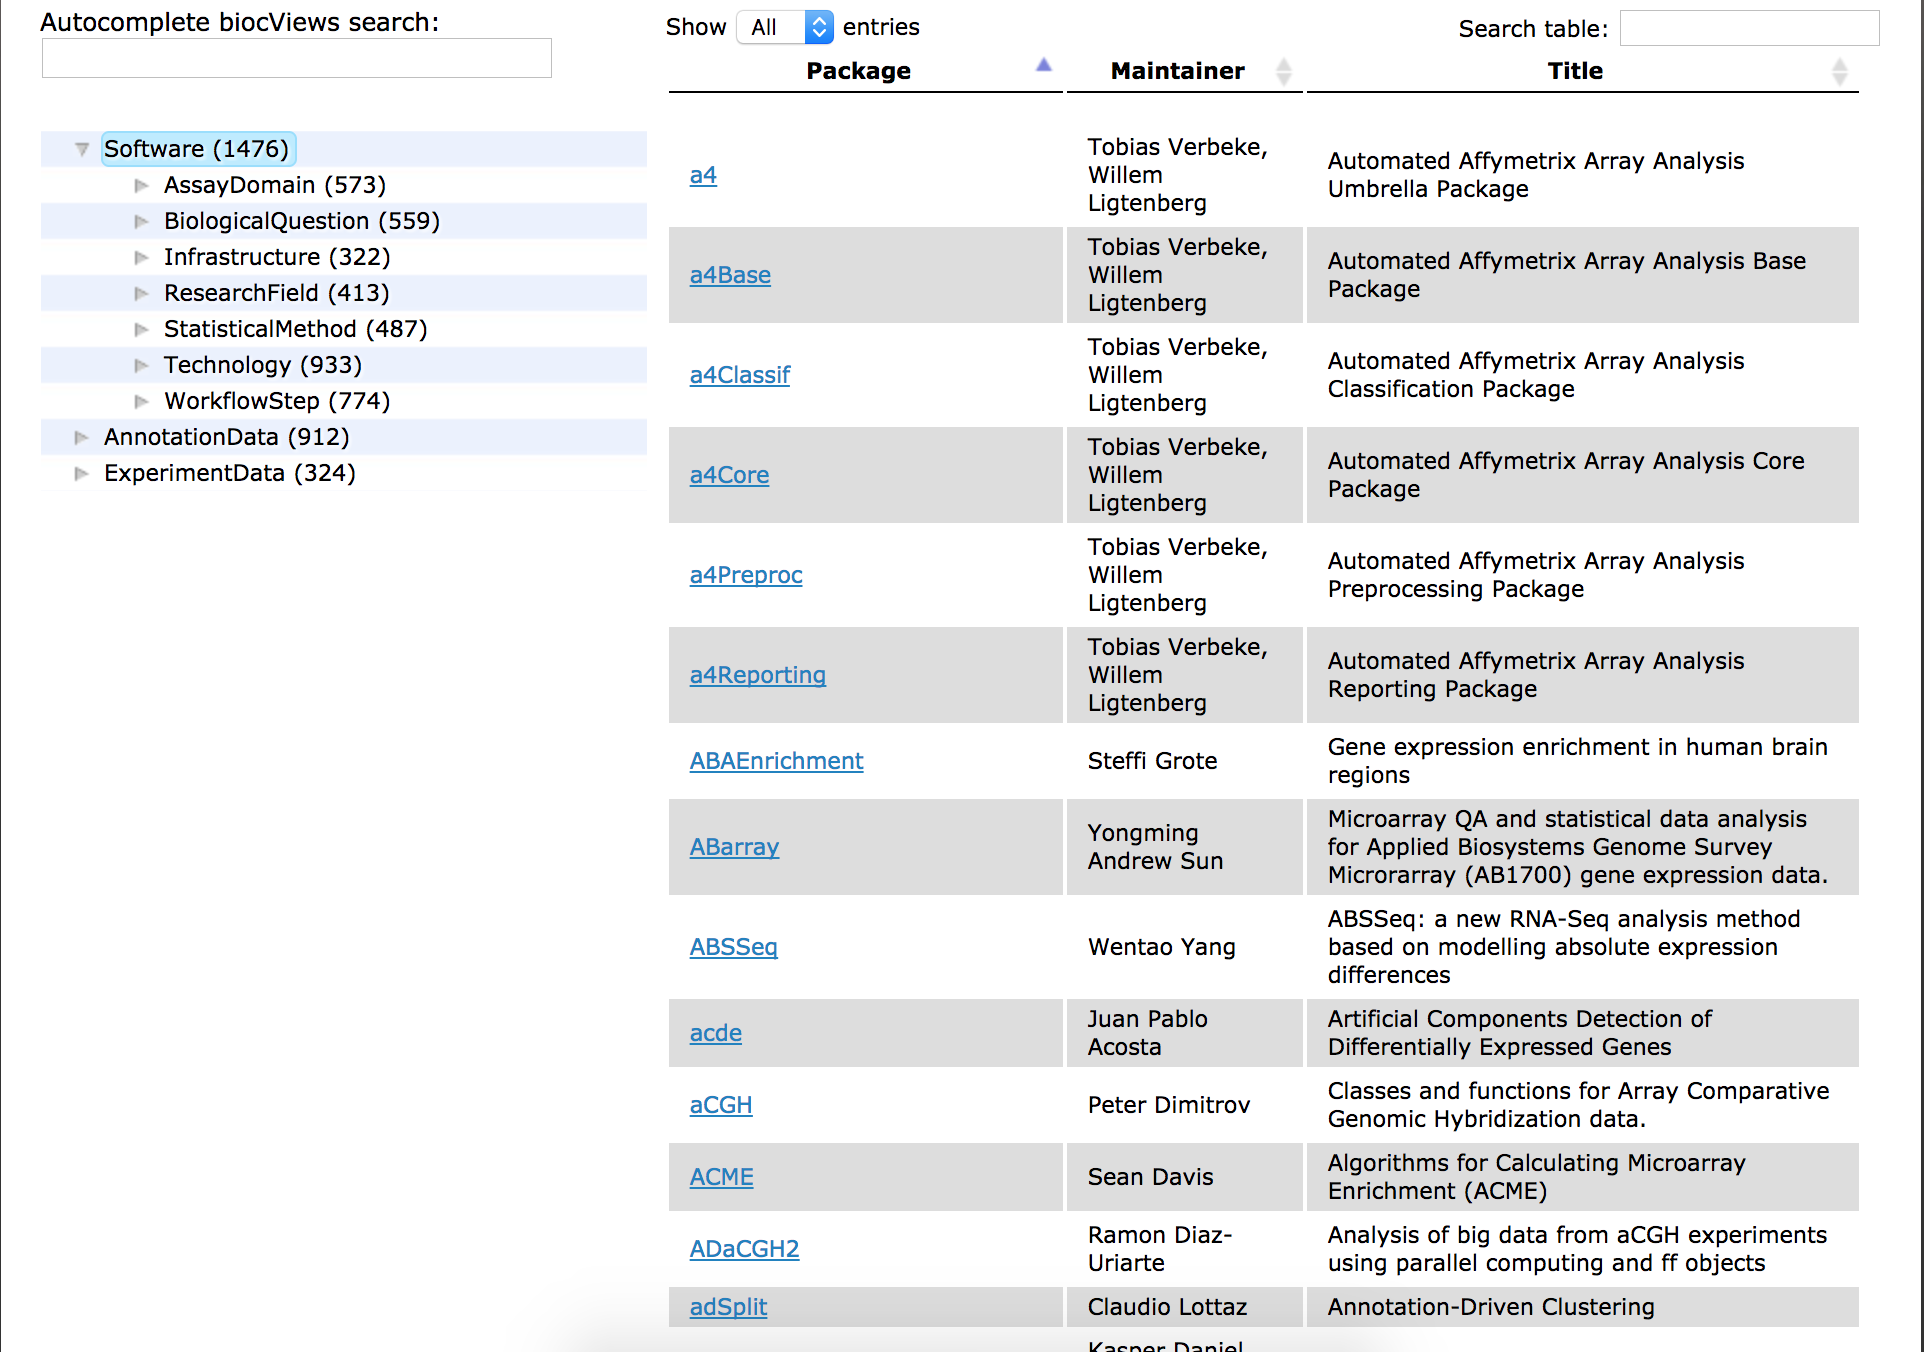 Autocomplete biocViews search:
Software (1476)
AssayDomain (573)
BiologicalQuestion (559)
Infrastructure (322)
ResearchField (413)
StatisticalMethod (487)
Technology (933)
WorkflowStep (774)
AnnotationData (912)
ExperimentData (324)
Show All entries
Search table:
Package Maintainer Title
a4
Tobias Verbeke,
Willem
Ligtenberg
Automated Affymetrix Array Analysis
Umbrella Package
a4Base
Tobias Verbeke,
Willem
Ligtenberg
Automated Affymetrix Array Analysis Base
Package
a4Classif
Tobias Verbeke,
Willem
Ligtenberg
Automated Affymetrix Array Analysis
Classification Package
a4Core
Tobias Verbeke,
Willem
Ligtenberg
Automated Affymetrix Array Analysis Core
Package
a4Preproc
Tobias Verbeke,
Willem
Ligtenberg
Automated Affymetrix Array Analysis
Preprocessing Package
a4Reporting
Tobias Verbeke,
Willem
Ligtenberg
Automated Affymetrix Array Analysis
Reporting Package
ABAEnrichment
Steffi Grote
Gene expression enrichment in human brain
regions
ABarray
Yongming
Andrew Sun
Microarray QA and statistical data analysis
for Applied Biosystems Genome Survey
Microrarray (AB1700) gene expression data.
ABSSeq
Wentao Yang
ABSSeq: a new RNA-Seq analysis method
based on modelling absolute expression
differences
acde
Juan Pablo
Acosta
Artificial Components Detection of
Differentially Expressed Genes
aCGH
Peter Dimitrov
Classes and functions for Array Comparative
Genomic Hybridization data.
ACME
Sean Davis
Algorithms for Calculating Microarray
Enrichment (ACME)
ADaCGH2
Ramon Diaz-
Uriarte
Analysis of big data from aCGH experiments
using parallel computing and ff objects
adSplit
Claudio Lottaz
Annotation-Driven Clustering
Kasper Daniel